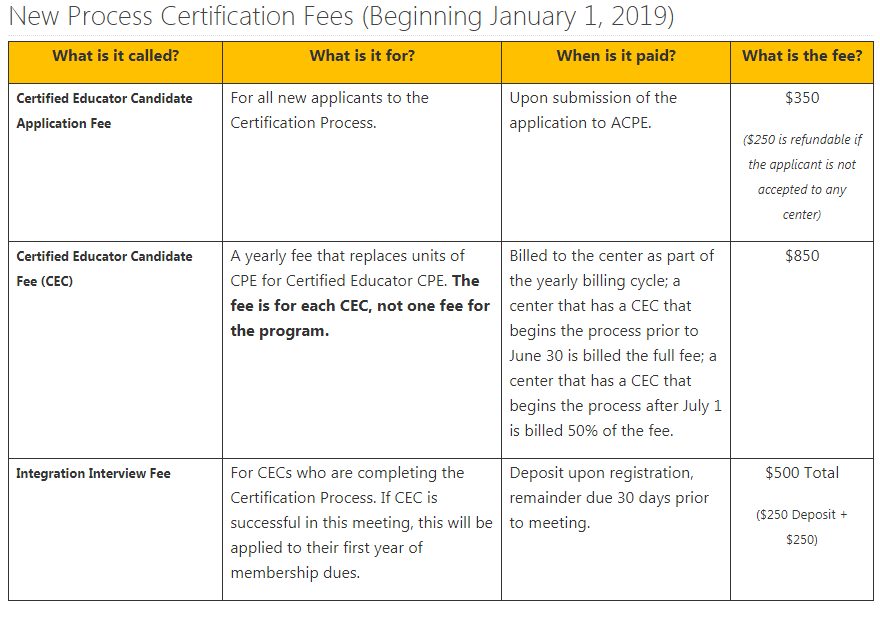 New Process Certification Fees (Beginning January 1, 2019)
What is it called?
What is it for?
When is it paid?
What is the fee?
Certified Educator Candidate
Application Fee
For all new applicants to the
Certification Process.
Upon submission of the
application to ACPE.
$350
($250 is refundable if
the applicant is not
accepted to any
center)
Certified Educator Candidate
Fee (CEC)
A yearly fee that replaces units of
CPE for Certified Educator CPE. The
fee is for each CEC, not one fee for
the program.
Billed to the center as part of
the yearly billing cycle; a
center that has a CEC that
begins the process prior to
June 30 is billed the full fee; a
center that has a CEC that
begins the process after July 1
is billed 50% of the fee.
$850
Integration Interview Fee
For CECs who are completing the
Certification Process. If CEC is
successful in this meeting, this will be
applied to their first year of
membership dues.
Deposit upon registration,
remainder due 30 days prior
to meeting.
$500 Total
($250 Deposit +
$250)